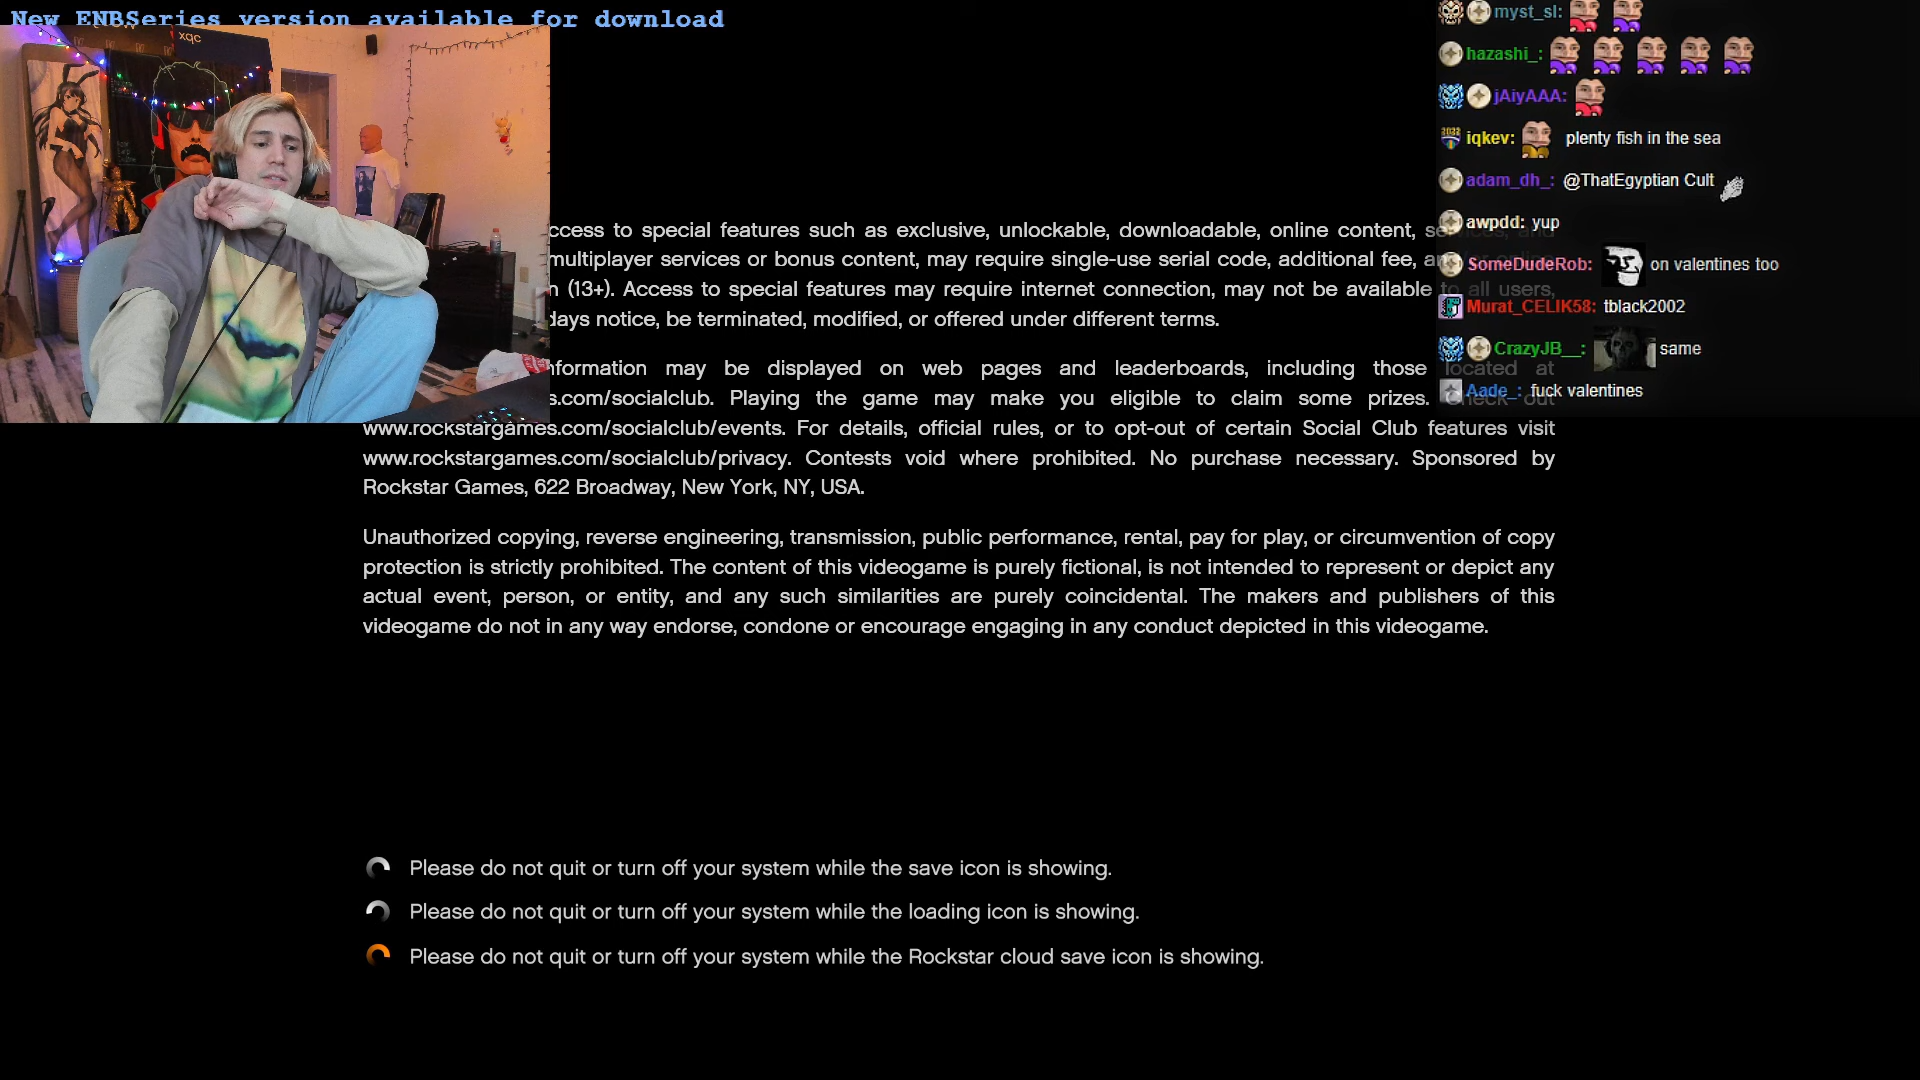 New ENBSeries version available for download
xqc
ccess to special features such as exclusive, unlockable, downloadable, online content,
multiplayer services or bonus content, may require single-use serial code, additional fee,
(13+). Access to special features may require internet connection, may not be available to all users,
days notice, be terminated, modified, or offered under different terms.
nformation may be displayed on web pages and leaderboards, including those located at
s.com/socialclub. Playing the game may make you eligible to claim some prizes. Check out
www.rockstargames.com/socialclub/events. For details, official rules, or to opt-out of certain Social Club features visit
www.rockstargames.com/socialclub/privacy. Contests void where prohibited. No purchase necessary. Sponsored by
Rockstar Games, 622 Broadway, New York, NY, USA.
Unauthorized copying, reverse engineering, transmission, public performance, rental, pay for play, or circumvention of copy
protection is strictly prohibited. The content of this videogame is purely fictional, is not intended to represent or depict any
actual event, person, or entity, and any such similarities are purely coincidental. The makers and publishers of this
videogame do not in any way endorse, condone or encourage engaging in any conduct depicted in this videogame.
Please do not quit or turn off your system while the save icon is showing.
Please do not quit or turn off your system while the loading icon is showing.
Please do not quit or turn off your system while the Rockstar cloud save icon is showing.
myst_sl:
hazashi_:
jAiyAAA:
iqkev: plenty fish in the sea
adam_dh_: @ThatEgyptian Cult
awpdd: yup
SomeDudeRob: on valentines too
Murat_CELIK58: tblack2002
CrazyJB__: same
Aade_: fuck valentines